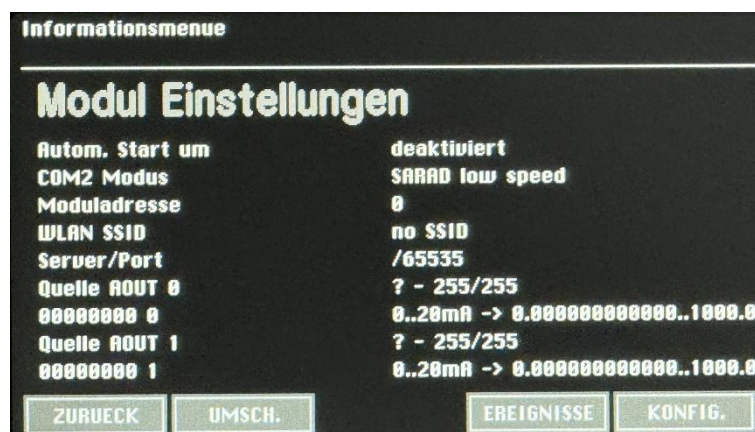 Informationsmenue
Modul Einstellungen
Autom. Start um deaktiviert
COM2 Modus SARAD low speed
Moduladresse 0
WLAN SSID no SSID
Server/Port /65535
Quelle AOUT 0 ? - 255/255
00000000 0 0..20mA -> 0.000000000000..1000.0
Quelle AOUT 1 ? - 255/255
00000000 1 0..20mA -> 0.000000000000..1000.0
ZURUECK UMSCH. EREIGNISSE KONFIG.